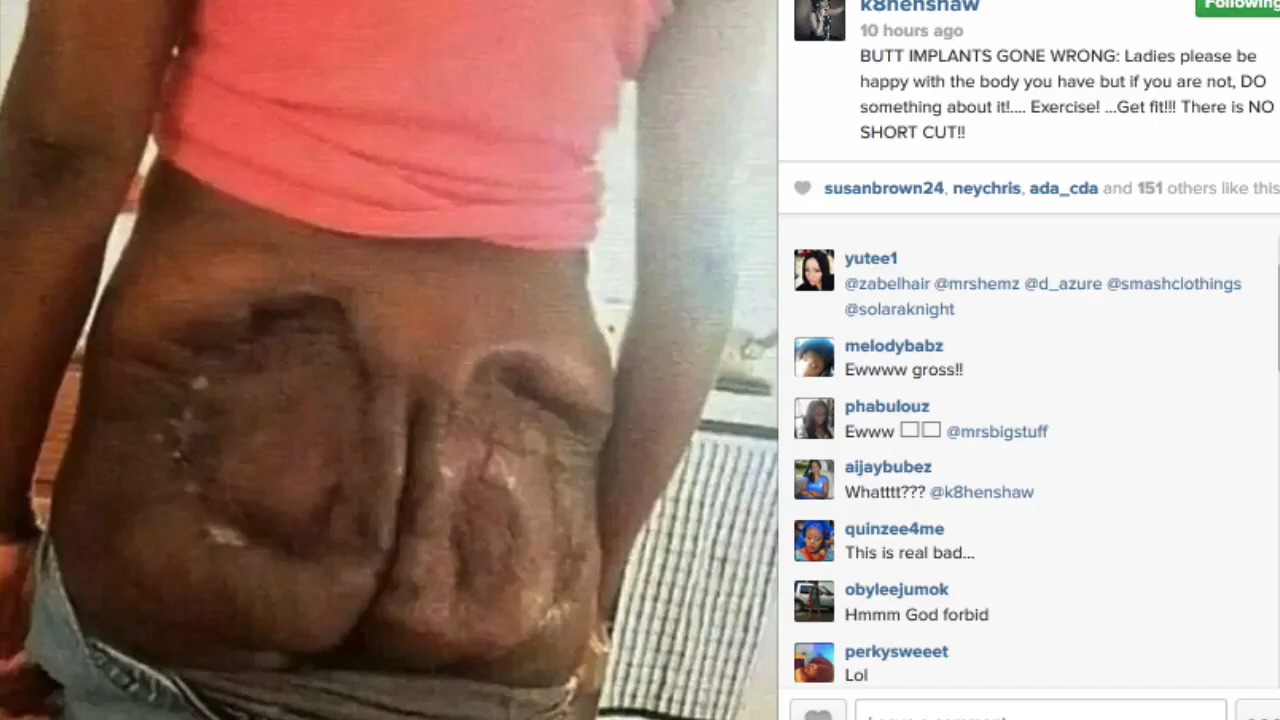 k8henshaw
Following
10 hours ago
BUTT IMPLANTS GONE WRONG: Ladies please be
happy with the body you have but if you are not, DO
something about it!.... Exercise! ...Get fit!!! There is NO
SHORT CUT!!
susanbrown24, neychris, ada_cda and 151 others like this
yutee1
@zabelhair @mrshemz @d_azure @smashclothings
@solaraknight
melodybabz
Ewwww gross!!
phabulouz
Ewww □□ @mrsbigstuff
aijaybubez
Whatttt??? @k8henshaw
quinzee4me
This is real bad...
obyleejumok
Hmmm God forbid
perkysweeet
Lol
Leave a comment